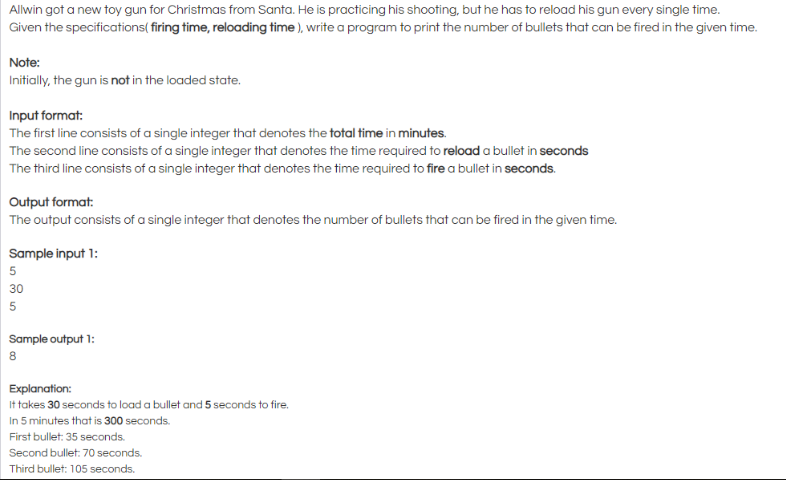 Allwin got a new toy gun for Christmas from Santa. He is practicing his shooting, but he has to reload his gun every single time.
Given the specifications( firing time, reloading time ), write a program to print the number of bullets that can be fired in the given time.
Note:
Initially, the gun is not in the loaded state.
Input format:
The first line consists of a single integer that denotes the total time in minutes.
The second line consists of a single integer that denotes the time required to reload a bullet in seconds
The third line consists of a single integer that denotes the time required to fire a bullet in seconds.
Output format:
The output consists of a single integer that denotes the number of bullets that can be fired in the given time.
Sample input 1:
5
30
5
Sample output 1:
8
Explanation:
It takes 30 seconds to load a bullet and 5 seconds to fire.
In 5 minutes that is 300 seconds.
First bullet: 35 seconds.
Second bullet: 70 seconds.
Third bullet: 105 seconds.